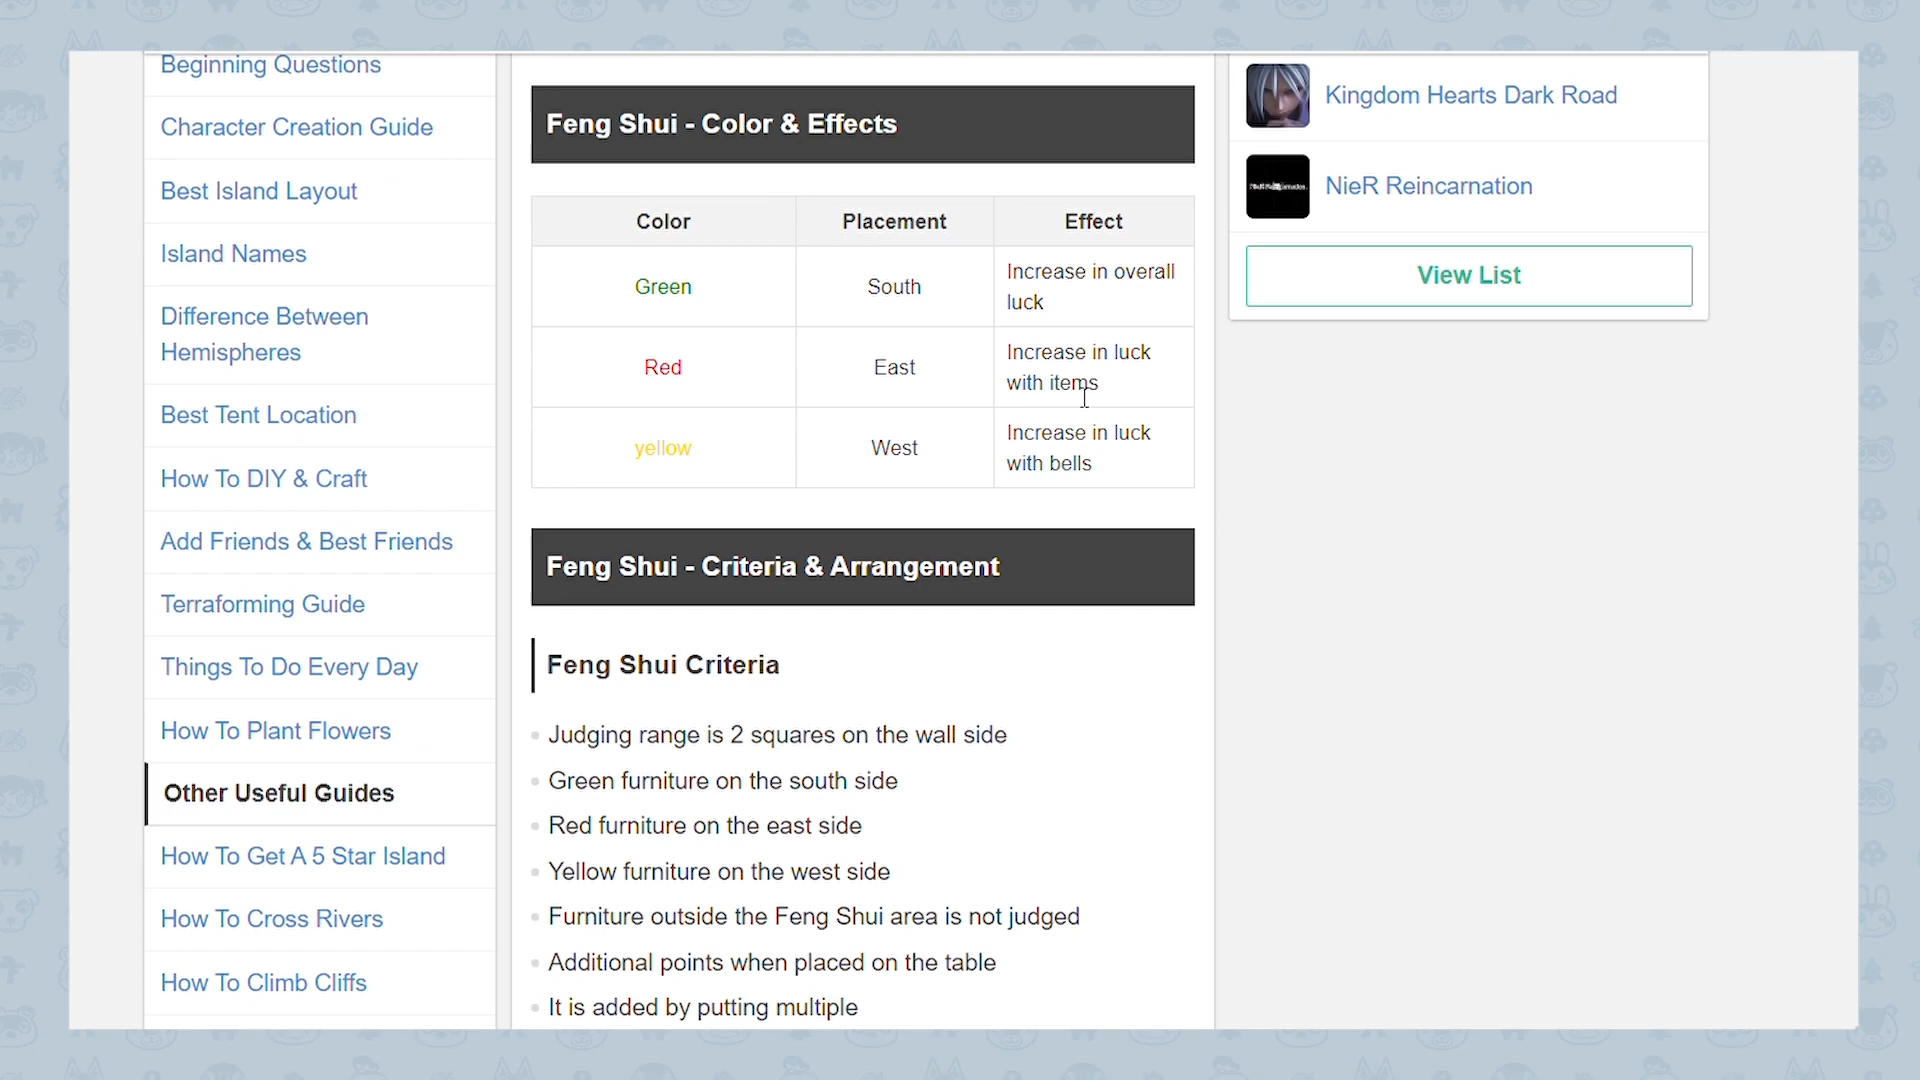 Beginning Questions
Character Creation Guide
Best Island Layout
Island Names
Difference Between
Hemispheres
Best Tent Location
How To DIY & Craft
Add Friends & Best Friends
Terraforming Guide
Things To Do Every Day
How To Plant Flowers
Other Useful Guides
How To Get A 5 Star Island
How To Cross Rivers
How To Climb Cliffs
Feng Shui - Color & Effects
Color Placement Effect
Green South Increase in overall
luck
Red East Increase in luck
with items
yellow West Increase in luck
with bells
Feng Shui - Criteria & Arrangement
Feng Shui Criteria
Judging range is 2 squares on the wall side
Green furniture on the south side
Red furniture on the east side
Yellow furniture on the west side
Furniture outside the Feng Shui area is not judged
Additional points when placed on the table
It is added by putting multiple
Kingdom Hearts Dark Road
NieR Reincarnation
View List